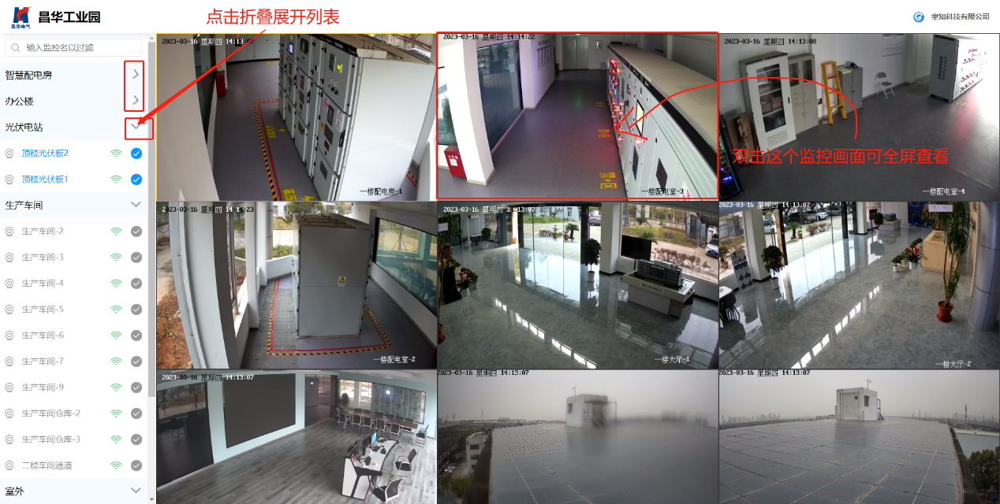 昌华电气
昌华工业园
点击折叠展开列表
聿知科技有限公司
输入监控名以过滤
智慧配电房
办公楼
光伏电站
顶楼光伏板2
顶楼光伏板1
生产车间
生产车间-2
生产车间-3
生产车间-4
生产车间-5
生产车间-6
生产车间-7
生产车间-9
生产车间仓库-2
生产车间仓库-3
二楼车间通道
室外
2023-03-16 星期四 14:13:07
一楼配电房-1
2023-03-16 星期四 14:14:22
禁区
一楼配电室-3
2023-03-16 星期四 14:13:08
双击这个监控画面可全屏查看
一楼配电室-4
2023-03-16 星期四 14:14:23
一楼配电室-2
2023-03-16 星期四 14:13:07
一楼大厅-1
2023-03-16 星期四 14:13:07
一楼大厅-2
2023-03-16 星期四 14:13:07
2023-03-16 星期四 14:13:07
2023-03-16 星期四 14:13:07